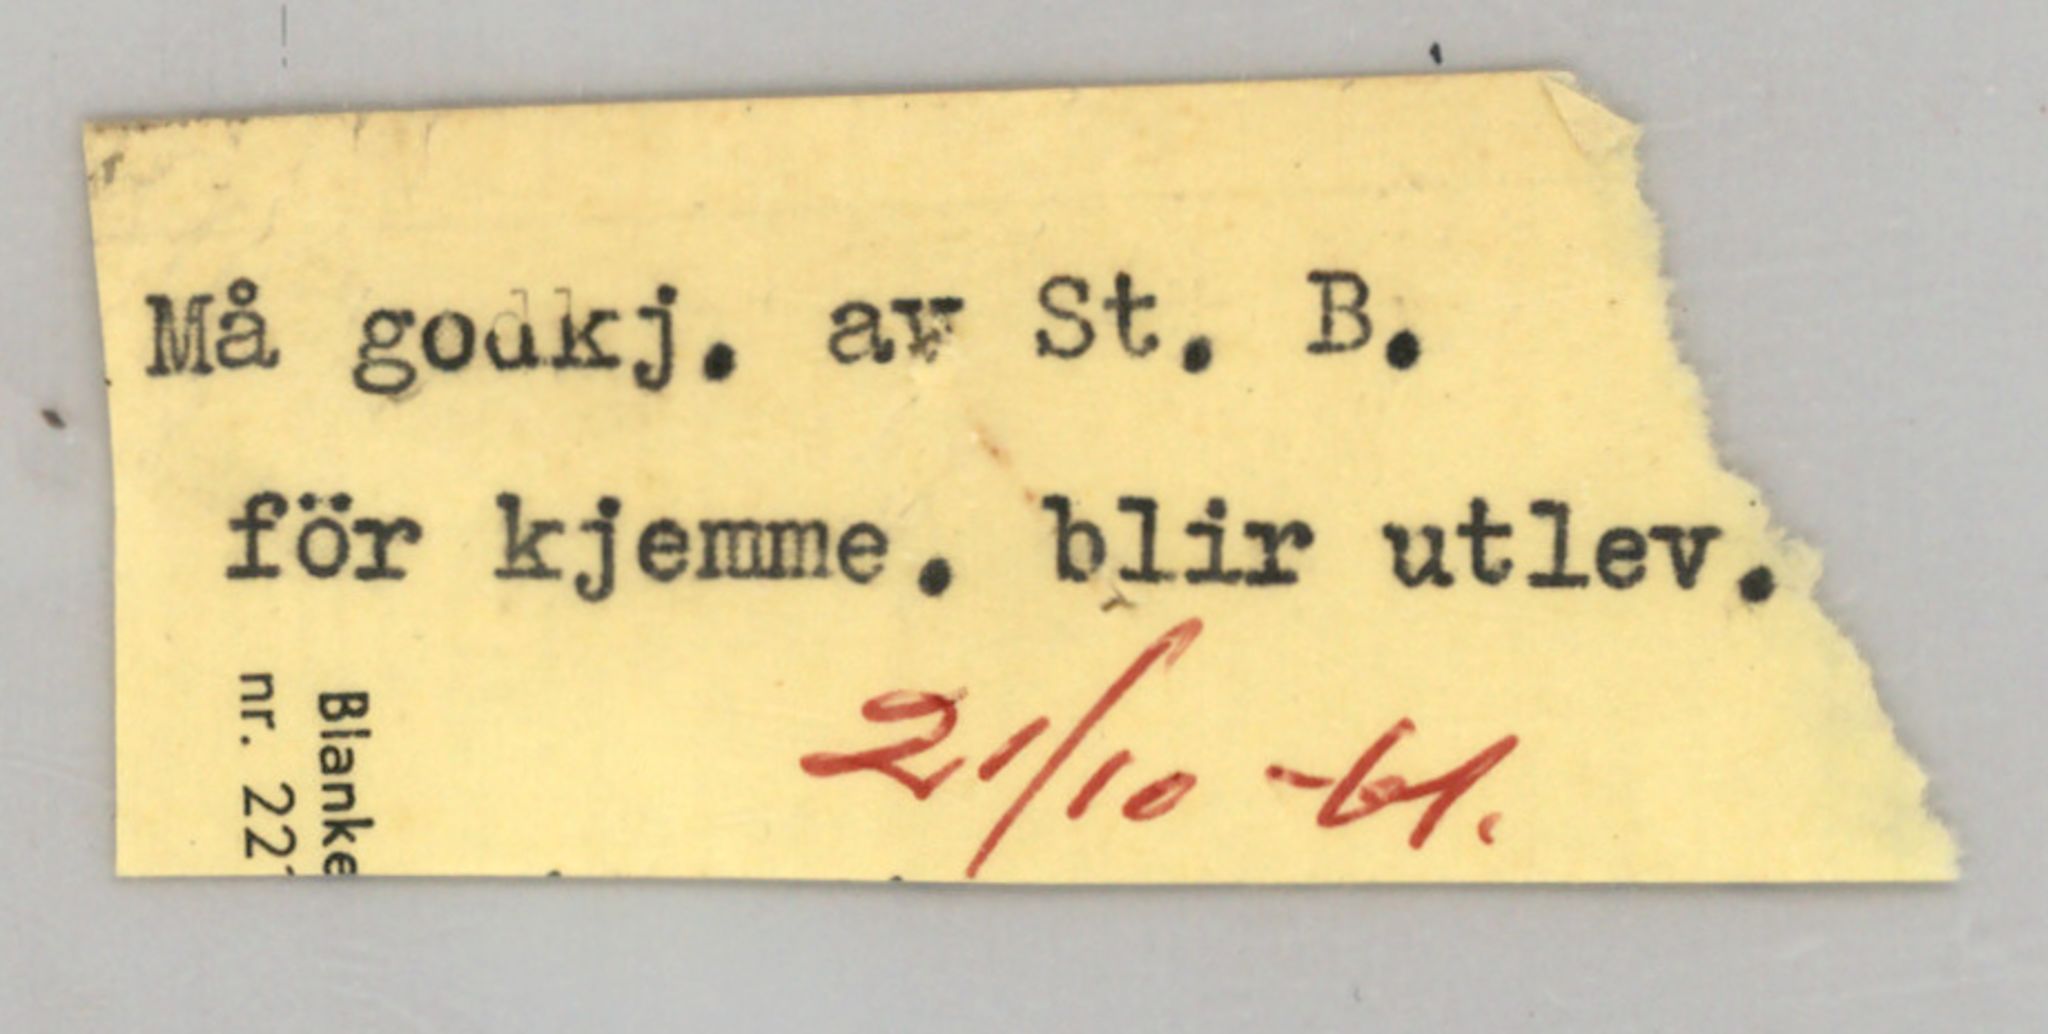 Må godkj. av St. B.
för kjemme. blir utlev.
21/10 -61.
Blanke
nr. 22